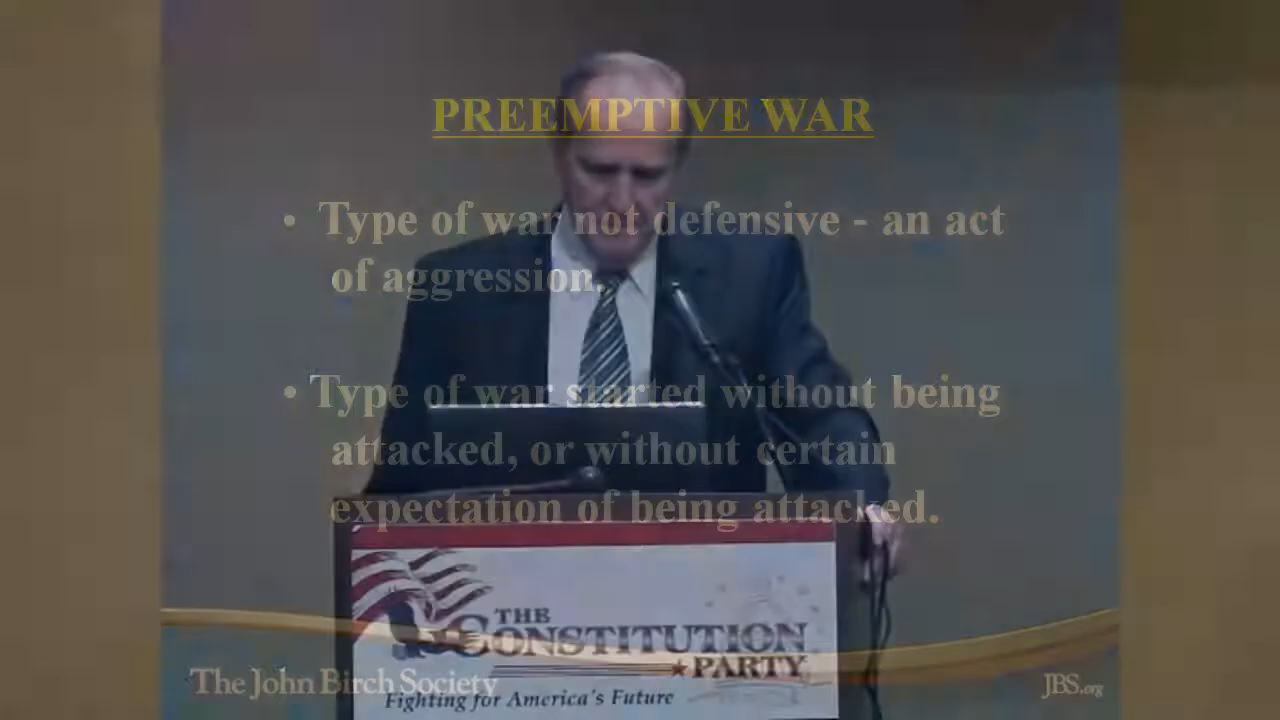 PREEMPTIVE WAR
• Type of war not defensive - an act
of aggression.
• Type of war started without being
attacked, or without certain
expectation of being attacked.
THE
CONSTITUTION
PARTY
The John Birch Society
JBS.org
Fighting for America's Future